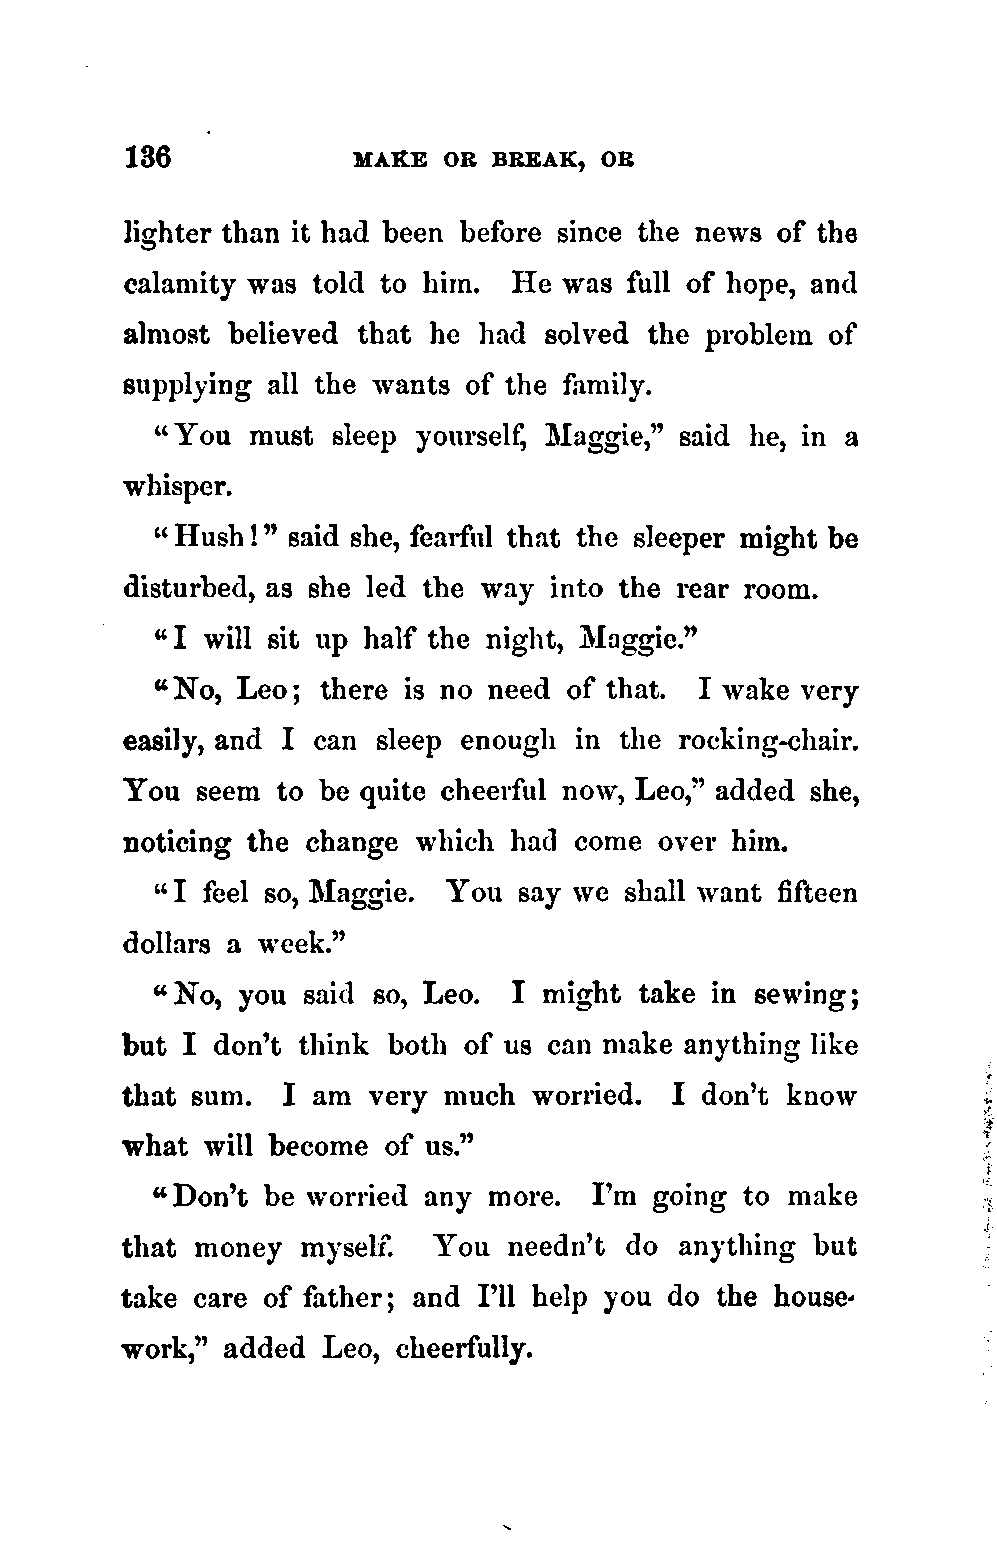 136 MAKE OR BREAK, OR
lighter than it had been before since the news of the
calamity was told to him. He was full of hope, and
almost believed that he had solved the problem of
supplying all the wants of the family.
"You must sleep yourself, Maggie," said he, in a
whisper.
"Hush!" said she, fearful that the sleeper might be
disturbed, as she led the way into the rear room.
"I will sit up half the night, Maggie."
"No, Leo; there is no need of that. I wake very
easily, and I can sleep enough in the rocking-chair.
You seem to be quite cheerful now, Leo," added she,
noticing the change which had come over him.
"I feel so, Maggie. You say we shall want fifteen
dollars a week."
"No, you said so, Leo. I might take in sewing;
but I don't think both of us can make anything like
that sum. I am very much worried. I don't know
what will become of us."
"Don't be worried any more. I'm going to make
that money myself. You needn't do anything but
take care of father; and I'll help you do the house-
work," added Leo, cheerfully.